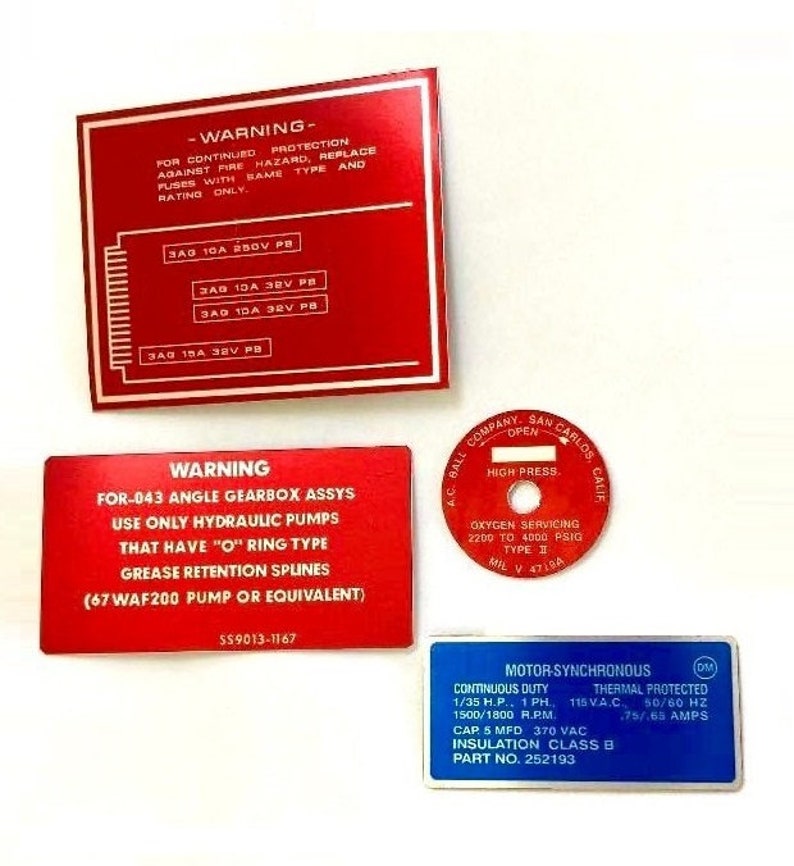 -WARNING-
FOR CONTINUED PROTECTION
AGAINST FIRE HAZARD, REPLACE
FUSES WITH SAME TYPE AND
RATING ONLY.
3AG 10A 250V PB
3AG 10A 32V PB
3AG 10A 32V PB
3AG 15A 32V PB
WARNING
FOR-043 ANGLE GEARBOX ASSYS
USE ONLY HYDRAULIC PUMPS
THAT HAVE "O" RING TYPE
GREASE RETENTION SPLINES
(67WAF200 PUMP OR EQUIVALENT)
SS9013-1167
A.C. BALL COMPANY, SAN CARLOS, CALIF.
OPEN
HIGH PRESS.
OXYGEN SERVICING
2200 TO 4000 PSIG
TYPE II
MIL V 4719A
MOTOR-SYNCHRONOUS DM
CONTINUOUS DUTY THERMAL PROTECTED
1/35 H.P., 1 PH., 115 V.A.C., 50/60 HZ
1500/1800 R.P.M. .75/.65 AMPS
CAP. 5 MFD 370 VAC
INSULATION CLASS B
PART NO. 252193